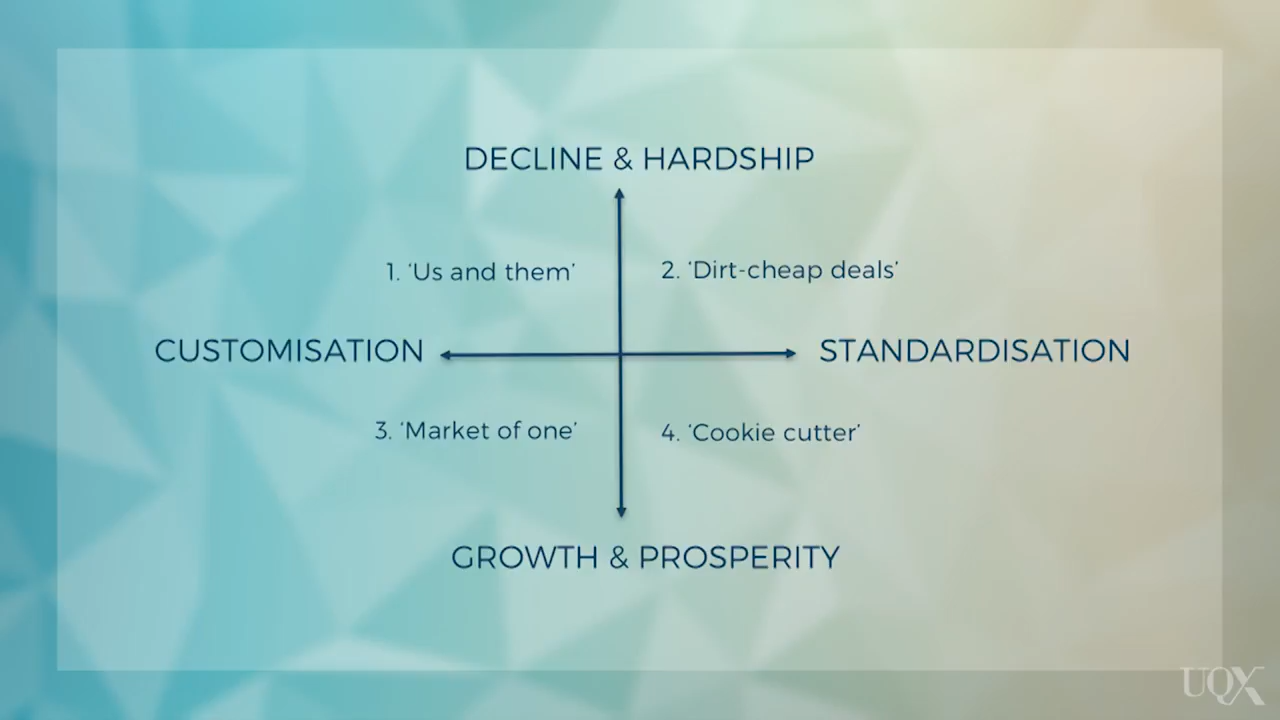 DECLINE & HARDSHIP
1. ‘Us and them’
2. ‘Dirt-cheap deals’
CUSTOMISATION
STANDARDISATION
3. ‘Market of one’
4. ‘Cookie cutter’
GROWTH & PROSPERITY
UQX